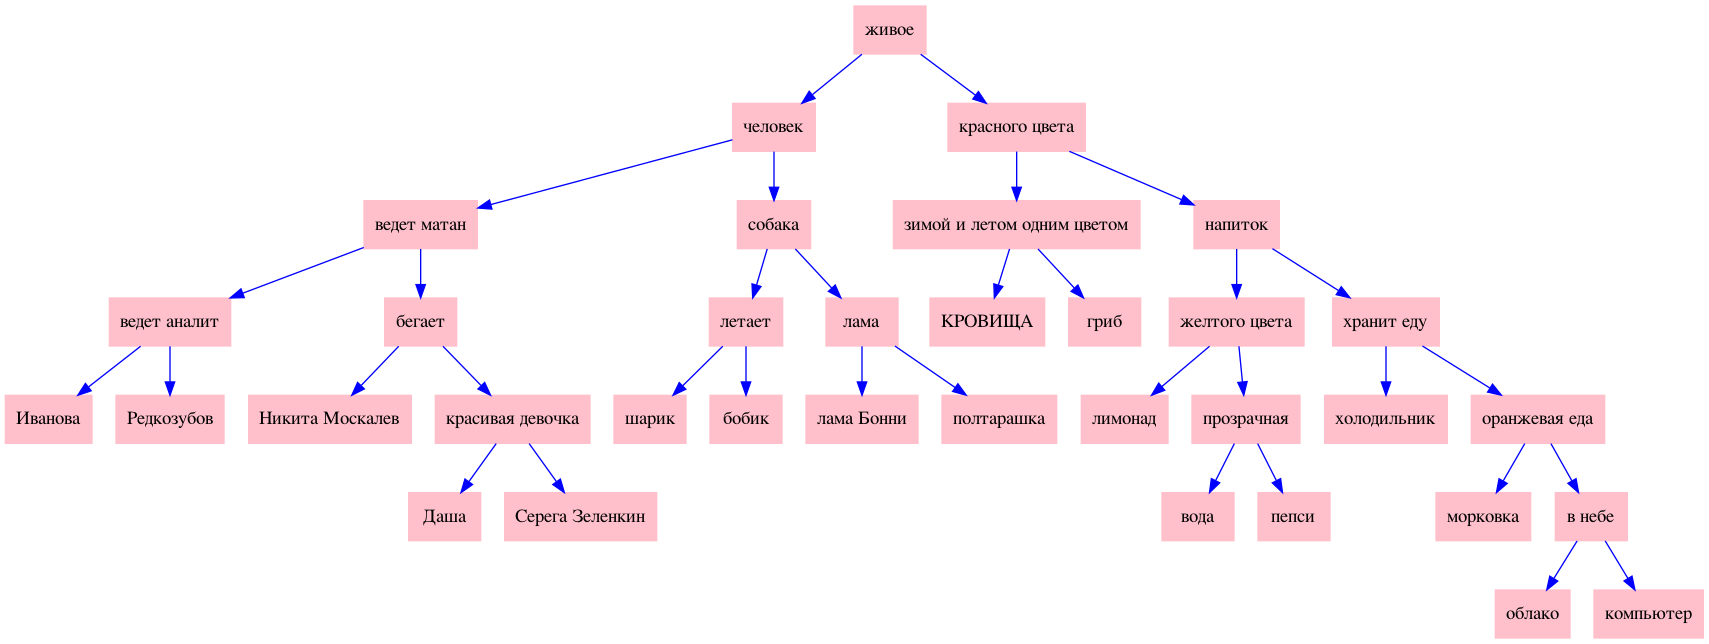 живое
человек
красного цвета
ведет матан
собака
зимой и летом одним цветом
напиток
ведет аналит
бегает
летает
лама
КРОВИЩА
гриб
желтого цвета
хранит еду
Иванова
Редкозубов
Никита Москалев
красивая девочка
шарик
бобик
лама Бонни
полтарашка
лимонад
прозрачная
холодильник
оранжевая еда
Даша
Серега Зеленкин
вода
пепси
морковка
в небе
облако
компьютер